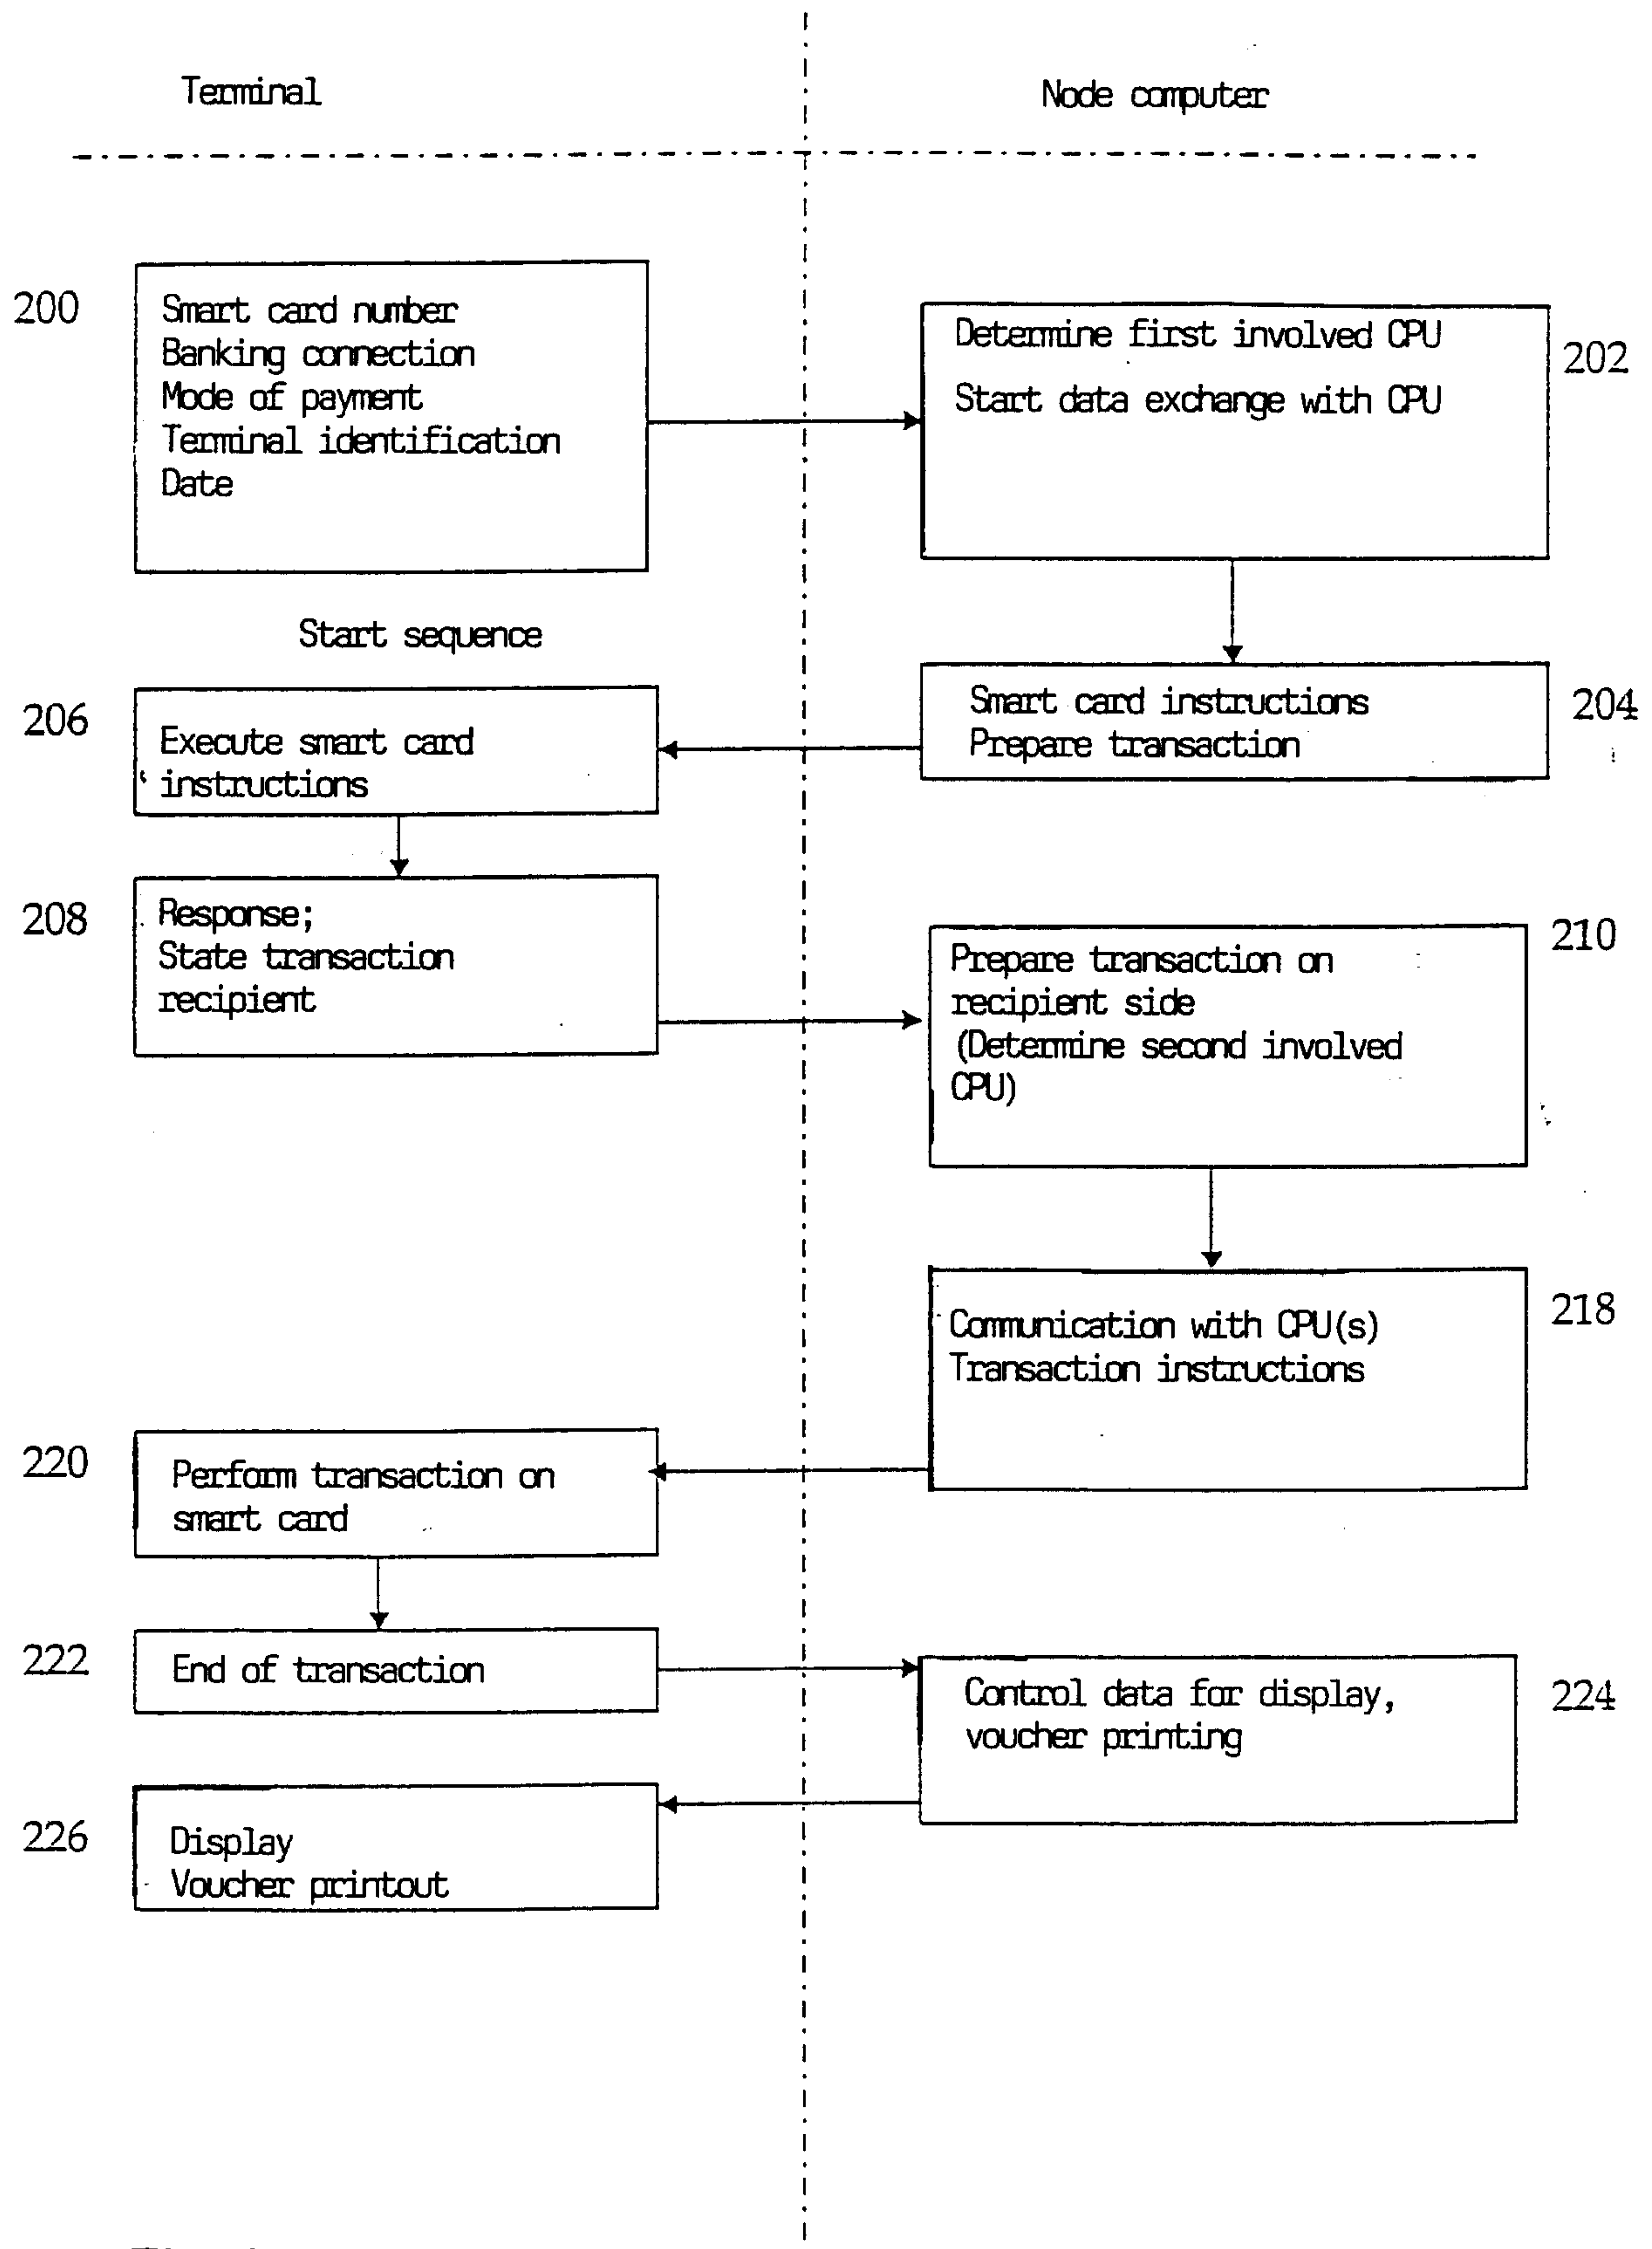 Terminal
Node computer
200
Smart card number
Banking connection
Mode of payment
Terminal identification
Date
Determine first involved CPU
Start data exchange with CPU
202
Start sequence
Smart card instructions
Prepare transaction
204
206
Execute smart card
instructions
208
Response;
State transaction
recipient
Prepare transaction on
recipient side
(Determine second involved
CPU)
210
Communication with CPU(s)
Transaction instructions
218
220
Perform transaction on
smart card
222
End of transaction
Control data for display,
voucher printing
224
226
Display
Voucher printout